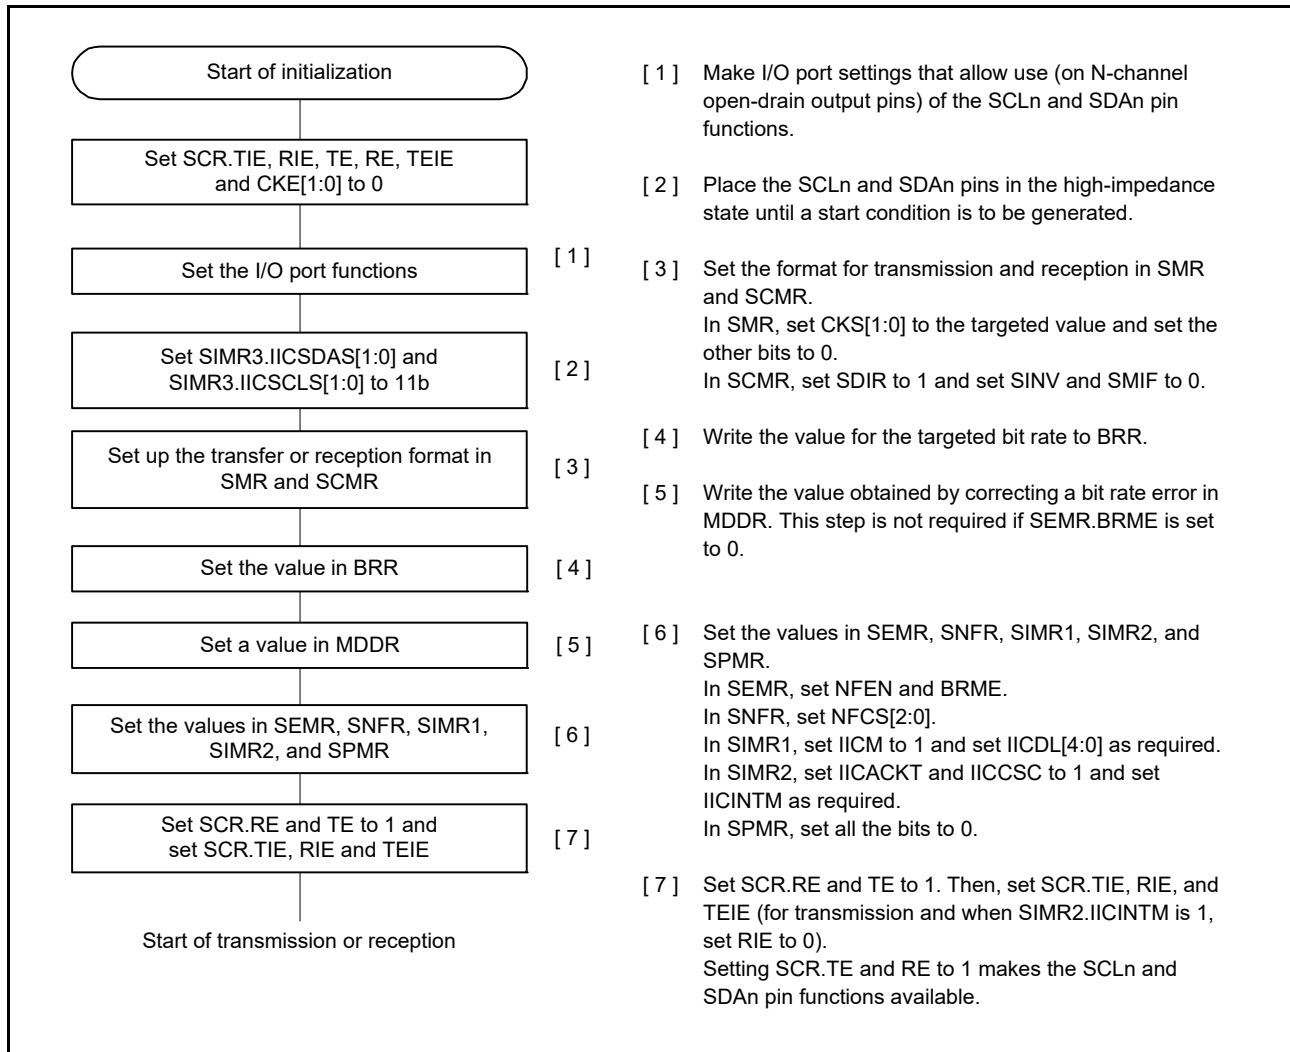 Start of initialization
Set SCR.TIE, RIE, TE, RE, TEIE
and CKE[1:0] to 0
Set the I/O port functions
[ 1 ]
Set SIMR3.IICSDAS[1:0] and
SIMR3.IICSCLS[1:0] to 11b
[ 2 ]
Set up the transfer or reception format in
SMR and SCMR
[ 3 ]
Set the value in BRR
[ 4 ]
Set a value in MDDR
[ 5 ]
Set the values in SEMR, SNFR, SIMR1,
SIMR2, and SPMR
[ 6 ]
Set SCR.RE and TE to 1 and
set SCR.TIE, RIE and TEIE
[ 7 ]
Start of transmission or reception
[ 1 ] Make I/O port settings that allow use (on N-channel
open-drain output pins) of the SCLn and SDAn pin
functions.
[ 2 ] Place the SCLn and SDAn pins in the high-impedance
state until a start condition is to be generated.
[ 3 ] Set the format for transmission and reception in SMR
and SCMR.
In SMR, set CKS[1:0] to the targeted value and set the
other bits to 0.
In SCMR, set SDIR to 1 and set SINV and SMIF to 0.
[ 4 ] Write the value for the targeted bit rate to BRR.
[ 5 ] Write the value obtained by correcting a bit rate error in
MDDR. This step is not required if SEMR.BRME is set
to 0.
[ 6 ] Set the values in SEMR, SNFR, SIMR1, SIMR2, and
SPMR.
In SEMR, set NFEN and BRME.
In SNFR, set NFCS[2:0].
In SIMR1, set IICM to 1 and set IICDL[4:0] as required.
In SIMR2, set IICACKT and IICCSC to 1 and set
IICINTM as required.
In SPMR, set all the bits to 0.
[ 7 ] Set SCR.RE and TE to 1. Then, set SCR.TIE, RIE, and
TEIE (for transmission and when SIMR2.IICINTM is 1,
set RIE to 0).
Setting SCR.TE and RE to 1 makes the SCLn and
SDAn pin functions available.